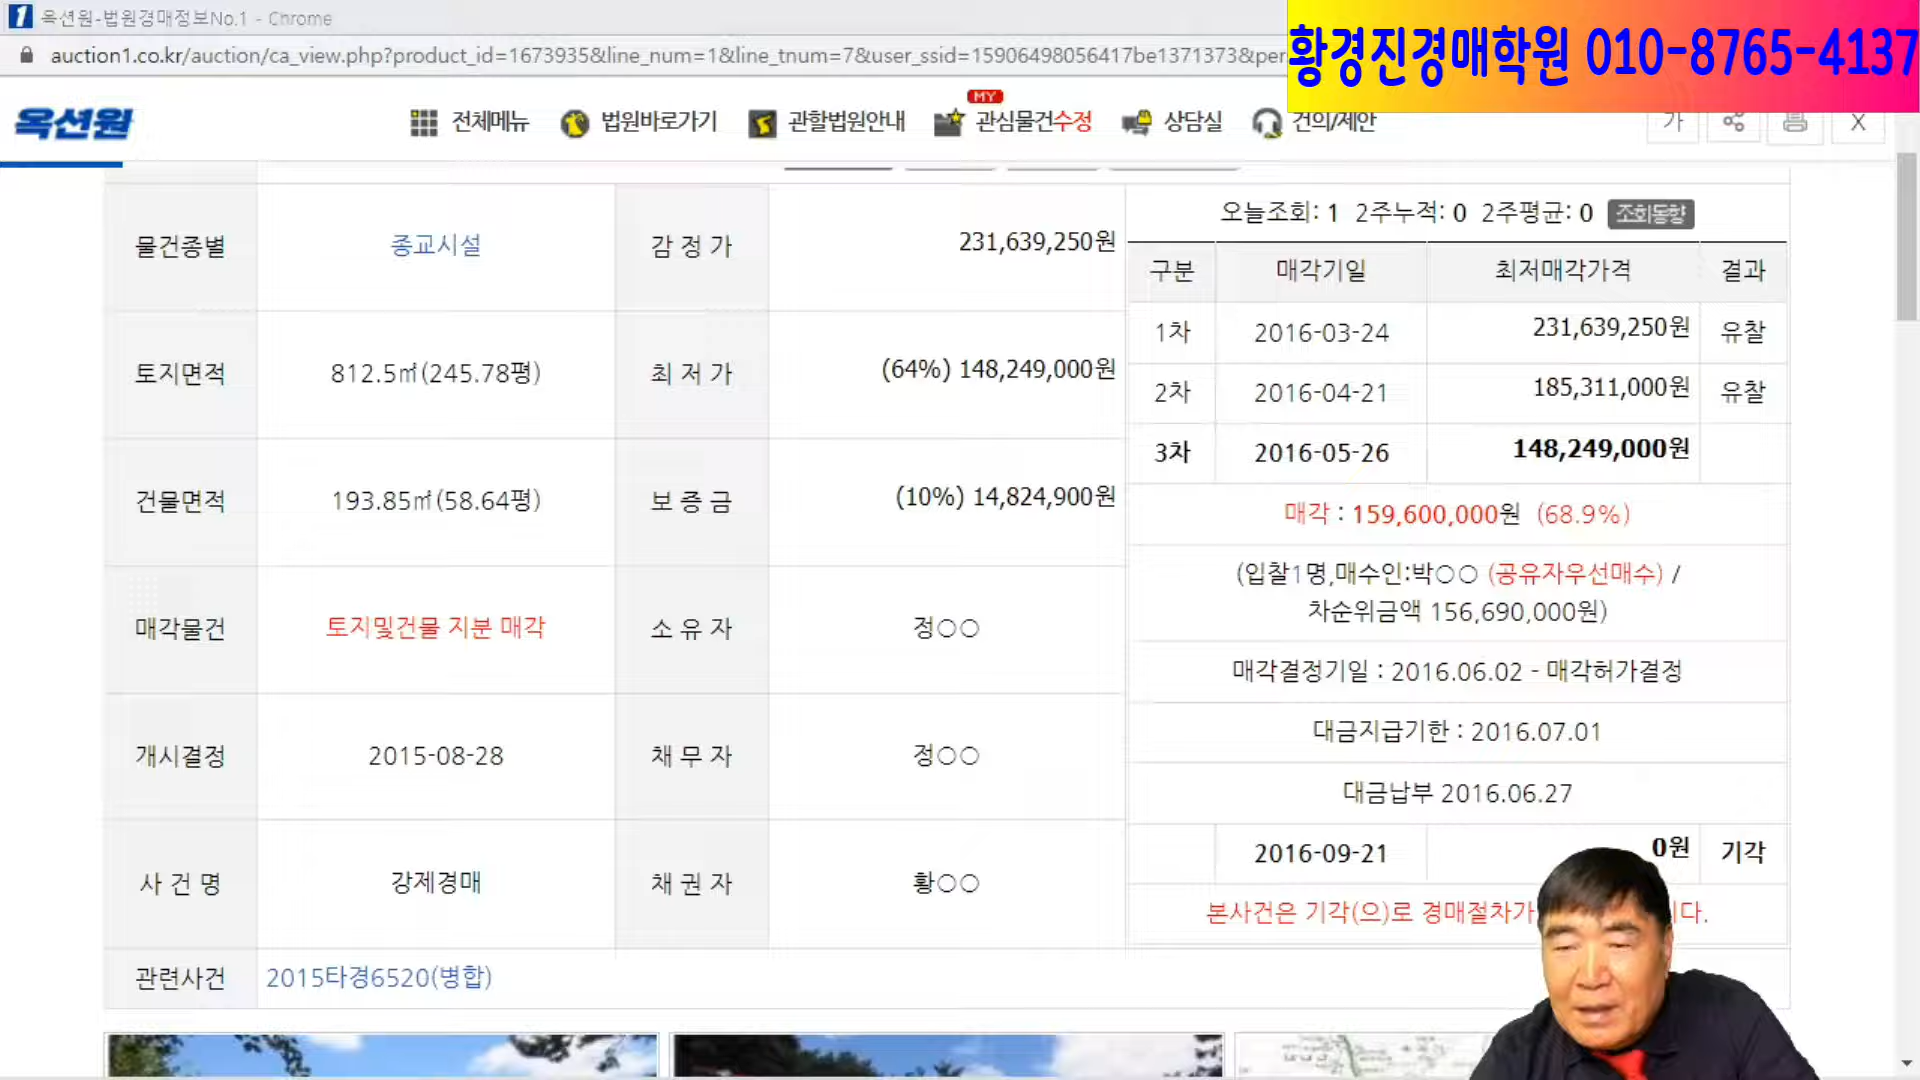 옥션원-법원경매정보No.1 - Chrome
auction1.co.kr/auction/ca_view.php?product_id=1673935&line_num=1&line_tnum=7&user_ssid=15906498056417be1371373&per
황경진경매학원 010-8765-4137
옥션원
전체메뉴
법원바로가기
관할법원안내
MY
관심물건수정
상담실
건의/제안
가
X
물건종별 종교시설 감 정 가 231,639,250원
토지면적 812.5㎡(245.78평) 최 저 가 (64%) 148,249,000원
건물면적 193.85㎡(58.64평) 보 증 금 (10%) 14,824,900원
매각물건 토지및건물 지분 매각 소 유 자 정○○
개시결정 2015-08-28 채 무 자 정○○
사 건 명 강제경매 채 권 자 황○○
관련사건 2015타경6520(병합)
오늘조회: 1 2주누적: 0 2주평균: 0 조회동향
구분 매각기일 최저매각가격 결과
1차 2016-03-24 231,639,250원 유찰
2차 2016-04-21 185,311,000원 유찰
3차 2016-05-26 148,249,000원
매각 : 159,600,000원 (68.9%)
(입찰1명,매수인:박○○ (공유자우선매수) /
차순위금액 156,690,000원)
매각결정기일 : 2016.06.02 - 매각허가결정
대금지급기한 : 2016.07.01
대금납부 2016.06.27
2016-09-21 0원 기각
본사건은 기각(으)로 경매절차가 니다.